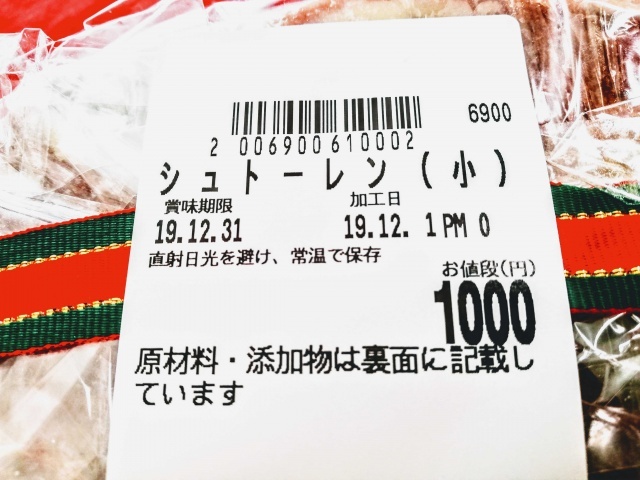 6900
2 006900 610002
シュトーレン(小)
賞味期限 加工日
19.12.31 19.12. 1 PM 0
直射日光を避け、常温で保存
お値段(円)
1000
原材料・添加物は裏面に記載し
ています